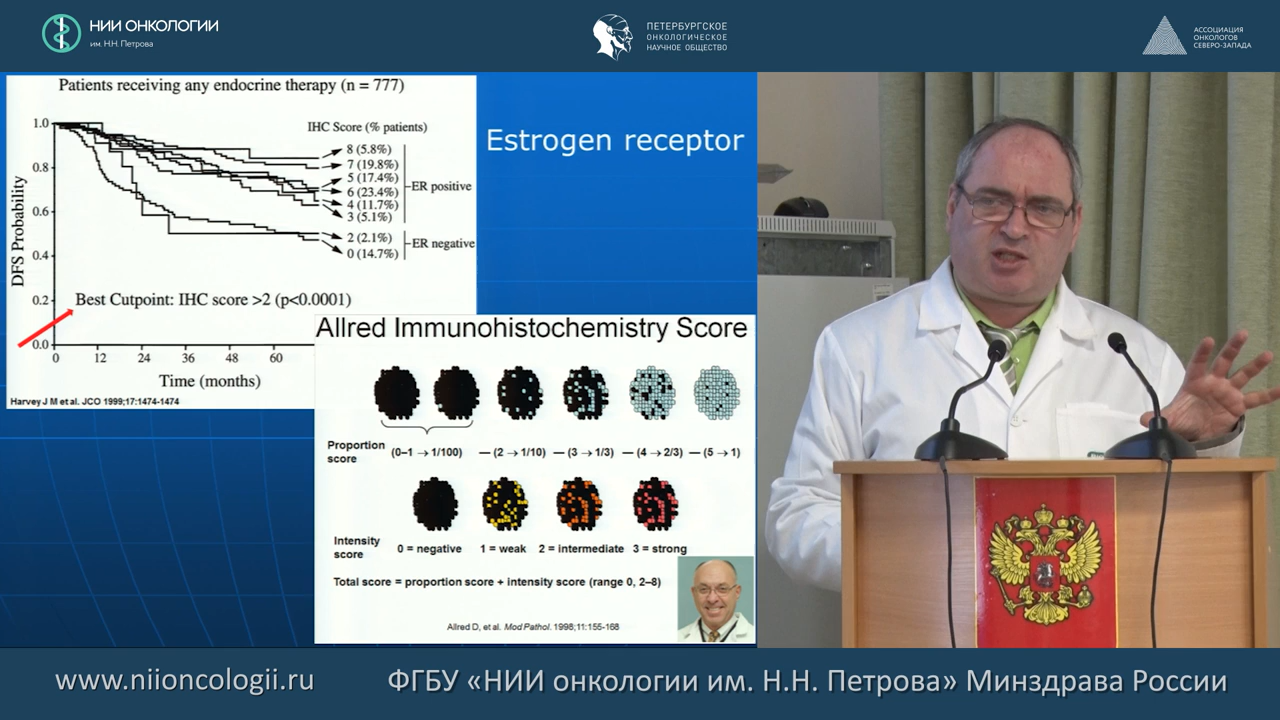 НИИ ОНКОЛОГИИ
им. Н.Н. Петрова
ПЕТЕРБУРГСКОЕ
ОНКОЛОГИЧЕСКОЕ
НАУЧНОЕ ОБЩЕСТВО
АССОЦИАЦИЯ
ОНКОЛОГОВ
СЕВЕРО-ЗАПАДА
Patients receiving any endocrine therapy (n = 777)
IHC Score (% patients)
1.0
0.8
0.6
0.4
0.2
0.0
DFS Probability
8 (5.8%)
7 (19.8%)
5 (17.4%)
6 (23.4%)
4 (11.7%)
3 (5.1%)
ER positive
2 (2.1%)
0 (14.7%)
ER negative
Best Cutpoint: IHC score >2 (p<0.0001)
0 12 24 36 48 60
Time (months)
Harvey J M et al. JCO 1999;17:1474-1474
Estrogen receptor
Allred Immunohistochemistry Score
Proportion
score
(0–1 → 1/100) — (2 → 1/10) — (3 → 1/3) — (4 → 2/3) — (5 → 1)
Intensity
score
0 = negative 1 = weak 2 = intermediate 3 = strong
Total score = proportion score + intensity score (range 0, 2–8)
Allred D, et al. Mod Pathol. 1998;11:155-168
www.niioncologii.ru
ФГБУ «НИИ онкологии им. Н.Н. Петрова» Минздрава России